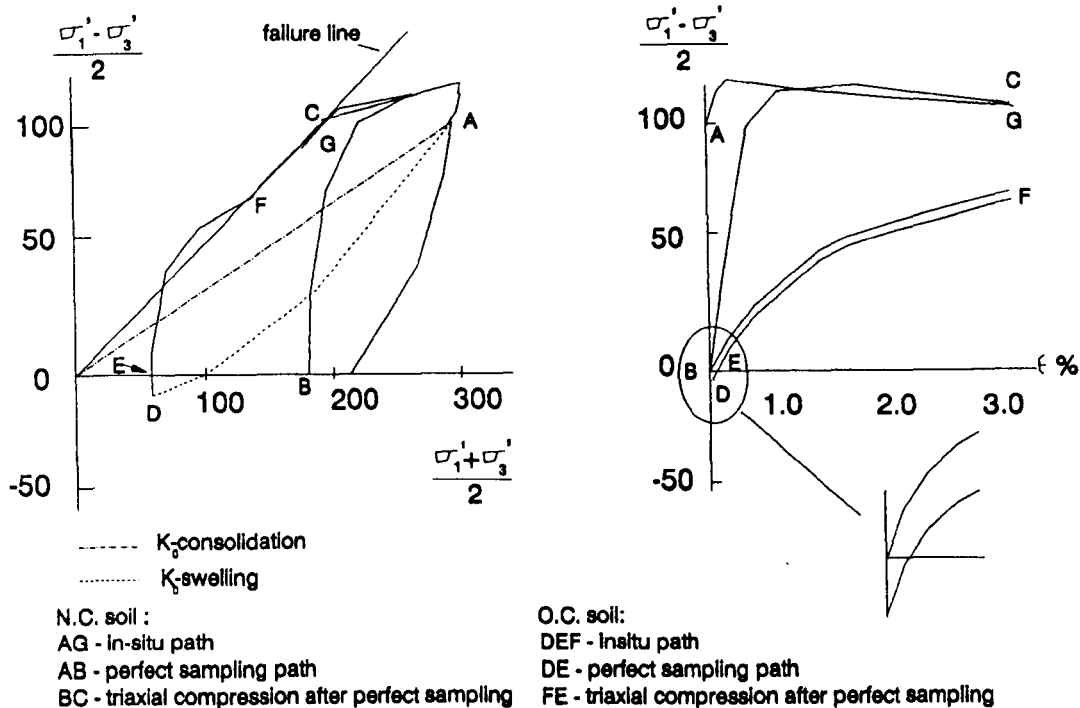 σ₁' - σ₃'
2
failure line
100
50
0
-50
C
G
A
F
E
D
B
100
200
300
σ₁' + σ₃'
2
K₀-consolidation
K₀-swelling
N.C. soil :
AG - in-situ path
AB - perfect sampling path
BC - triaxial compression after perfect sampling
σ₁' - σ₃'
2
100
50
0
-50
A
C
G
F
B
E
D
ϵ %
1.0
2.0
3.0
O.C. soil:
DEF - insitu path
DE - perfect sampling path
FE - triaxial compression after perfect sampling